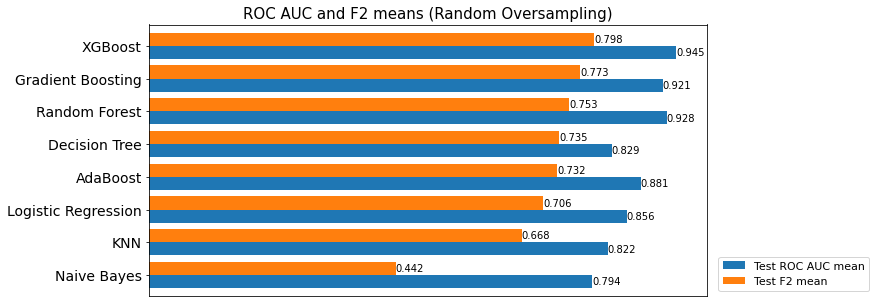 ROC AUC and F2 means (Random Oversampling)
XGBoost
0.798
0.945
Gradient Boosting
0.773
0.921
Random Forest
0.753
0.928
Decision Tree
0.735
0.829
AdaBoost
0.732
0.881
Logistic Regression
0.706
0.856
KNN
0.668
0.822
Naive Bayes
0.442
0.794
Test ROC AUC mean
Test F2 mean